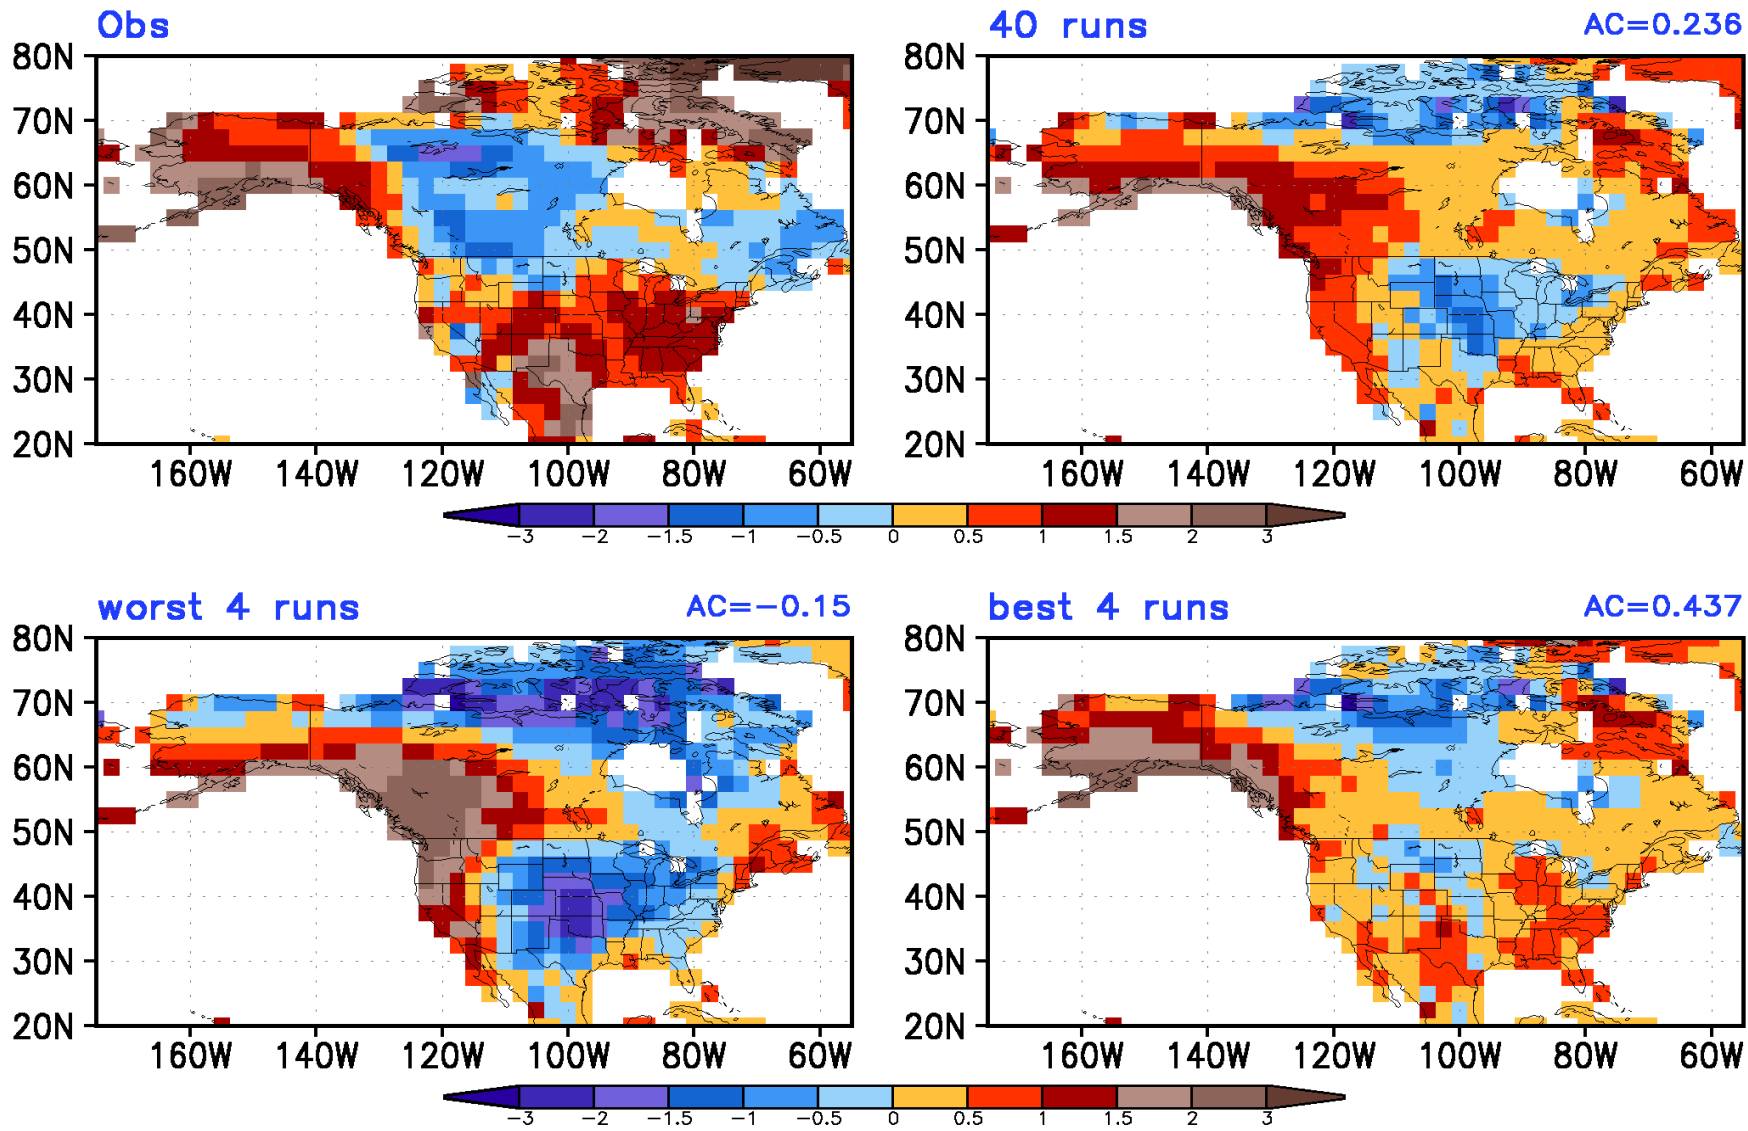 Obs
40 runs AC=0.236
80N 80N
70N 70N
60N 60N
50N 50N
40N 40N
30N 30N
20N 20N
160W 140W 120W 100W 80W 60W 160W 140W 120W 100W 80W 60W
-3 -2 -1.5 -1 -0.5 0 0.5 1 1.5 2 3
worst 4 runs AC=-0.15
best 4 runs AC=0.437
80N 80N
70N 70N
60N 60N
50N 50N
40N 40N
30N 30N
20N 20N
160W 140W 120W 100W 80W 60W 160W 140W 120W 100W 80W 60W
-3 -2 -1.5 -1 -0.5 0 0.5 1 1.5 2 3